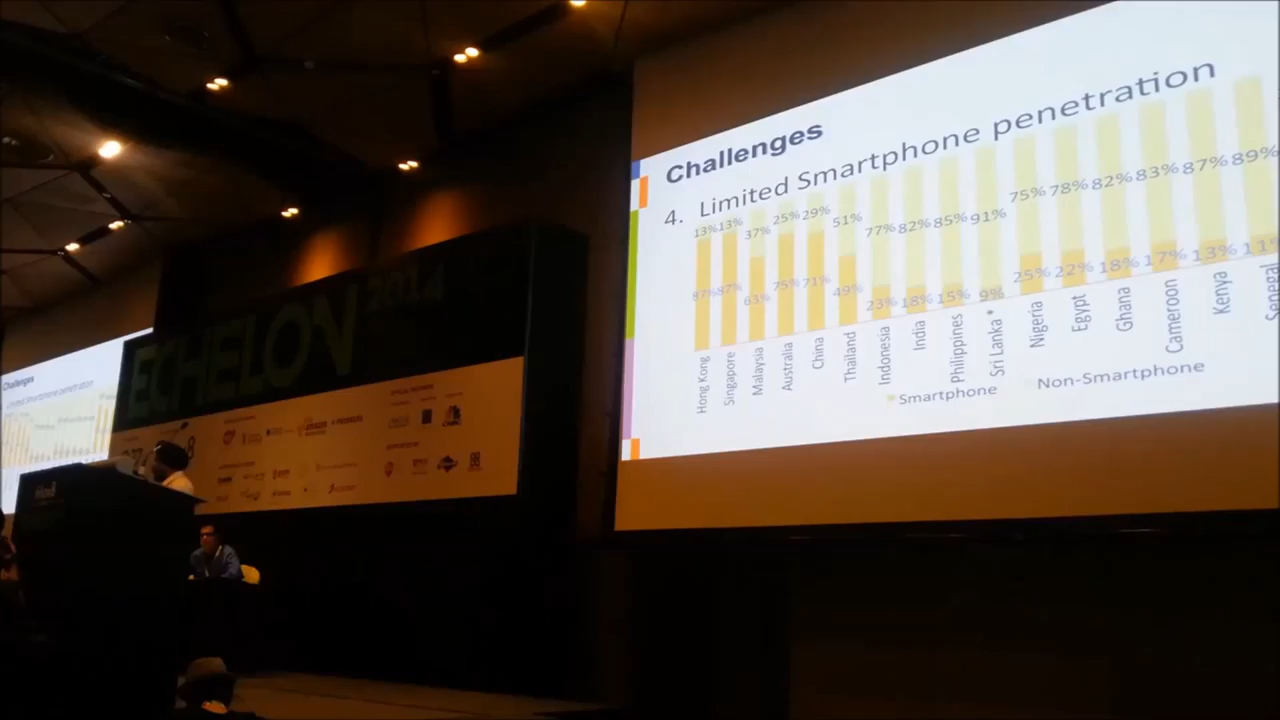 Challenges
4. Limited Smartphone penetration
13% 13% 37% 25% 29% 51% 77% 82% 85% 91% 75% 78% 82% 83% 87% 89%
87% 87% 63% 75% 71% 49% 23% 18% 15% 9% 25% 22% 18% 17% 13% 11%
Hong Kong Singapore Malaysia Australia China Thailand Indonesia India Philippines Sri Lanka * Nigeria Egypt Ghana Cameroon Kenya Senegal
Smartphone Non-Smartphone
ECHELON 2014
Challenges